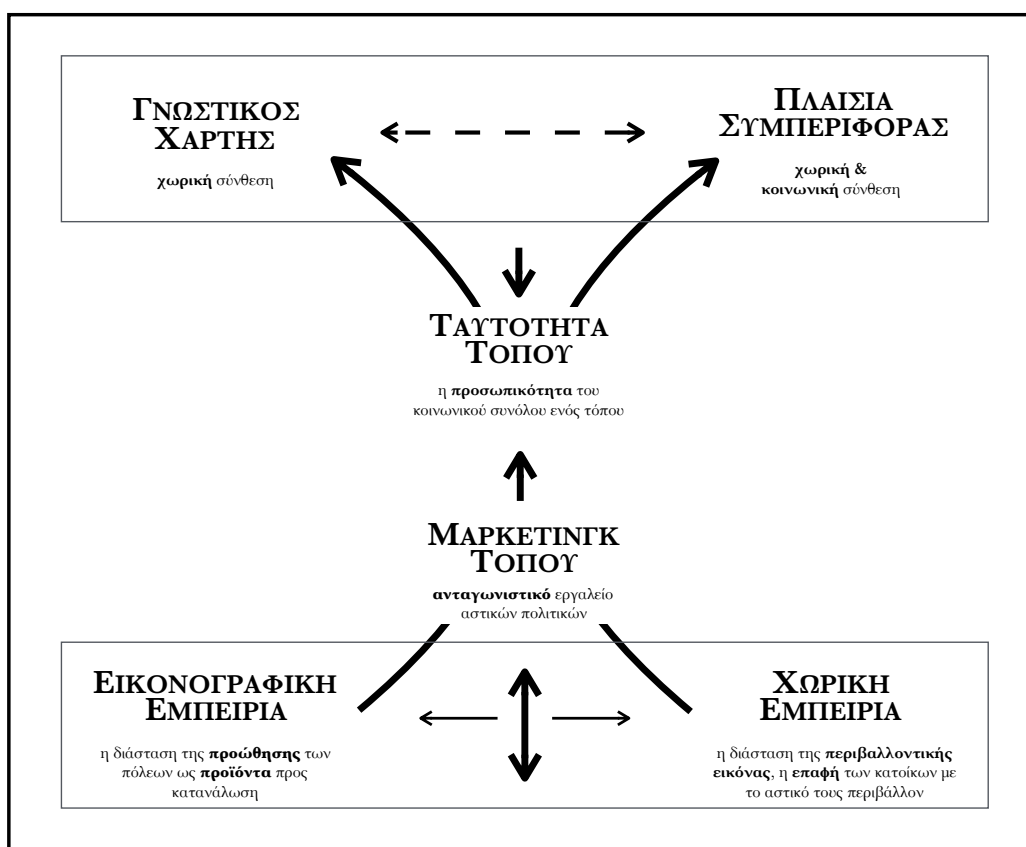 ΓΝΩΣΤΙΚΟΣ
ΧΑΡΤΗΣ
χωρική σύνθεση
ΠΛΑΙΣΙΑ
ΣΥΜΠΕΡΙΦΟΡΑΣ
χωρική &
κοινωνική σύνθεση
ΤΑΥΤΟΤΗΤΑ
ΤΟΠΟΥ
η προσωπικότητα του
κοινωνικού συνόλου ενός τόπου
ΜΑΡΚΕΤΙΝΓΚ
ΤΟΠΟΥ
ανταγωνιστικό εργαλείο
αστικών πολιτικών
ΕΙΚΟΝΟΓΡΑΦΙΚΗ
ΕΜΠΕΙΡΙΑ
η διάσταση της προώθησης των
πόλεων ως προϊόντα προς
κατανάλωση
ΧΩΡΙΚΗ
ΕΜΠΕΙΡΙΑ
η διάσταση της περιβαλλοντικής
εικόνας, η επαφή των κατοίκων με
το αστικό τους περιβάλλον